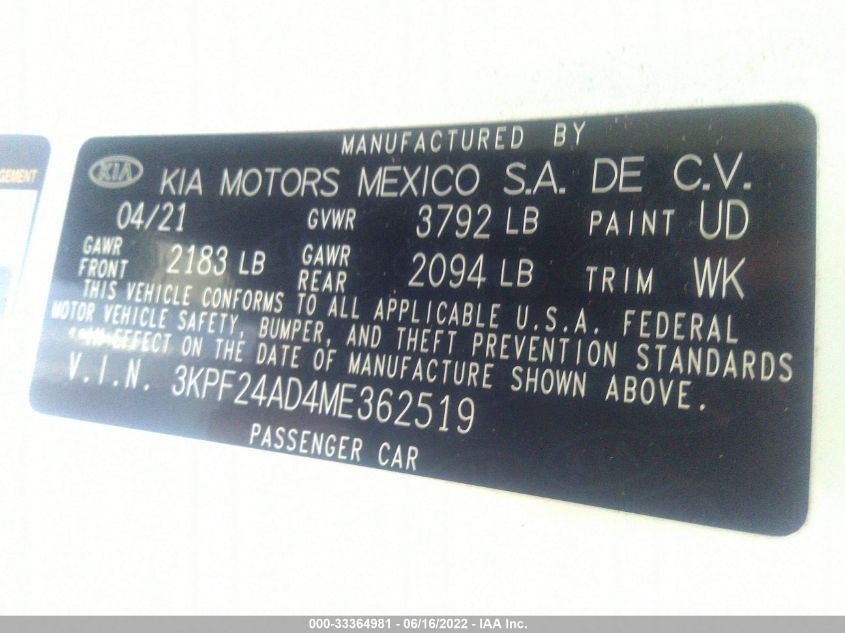 GEMENT
MANUFACTURED BY
KIA KIA MOTORS MEXICO S.A. DE C.V.
04/21 GVWR 3792 LB PAINT UD
GAWR FRONT 2183 LB GAWR REAR 2094 LB TRIM WK
THIS VEHICLE CONFORMS TO ALL APPLICABLE U.S.A. FEDERAL
MOTOR VEHICLE SAFETY, BUMPER, AND THEFT PREVENTION STANDARDS
IN EFFECT ON THE DATE OF MANUFACTURE SHOWN ABOVE.
V.I.N. 3KPF24AD4ME362519
PASSENGER CAR
000-33364981 - 06/16/2022 - IAA Inc.